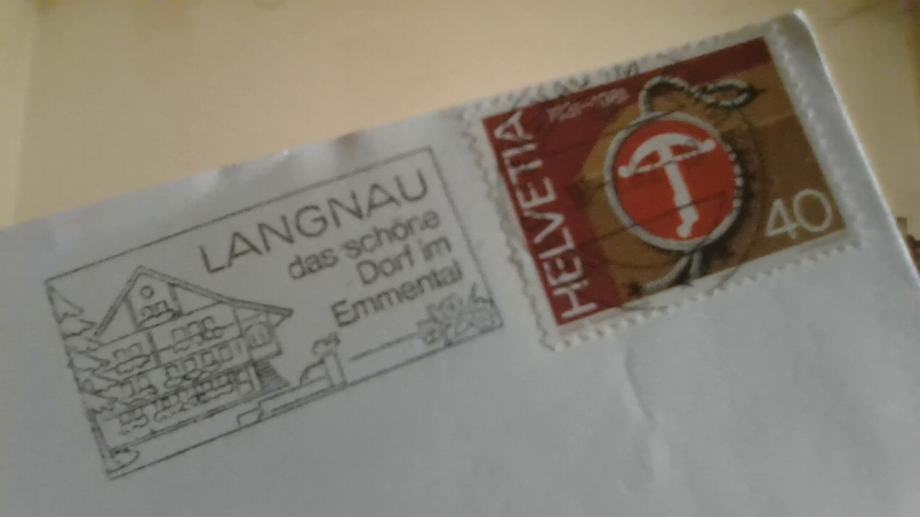 LANGNAU
das schöne
Dorf im
Emmental
HELVETIA
40